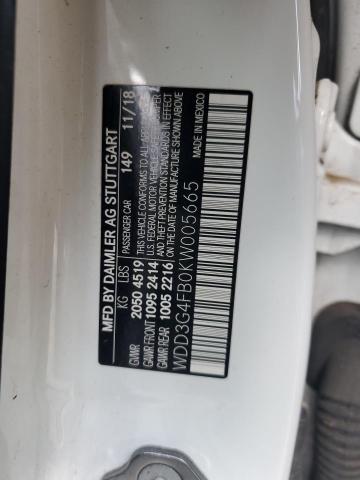 MFD BY DAIMLER AG STUTTGART
PASSENGER CAR 149 11/18
KG LBS
GVWR 2050 4519
GAWR FRONT 1095 2414
GAWR REAR 1005 2216
THIS VEHICLE CONFORMS TO ALL APPLICABLE
U.S. FEDERAL MOTOR VEHICLE SAFETY BUMPER
AND THEFT PREVENTION STANDARDS IN EFFECT
ON THE DATE OF MANUFACTURE SHOWN ABOVE
WDD3G4FB0KW005665
MADE IN MEXICO